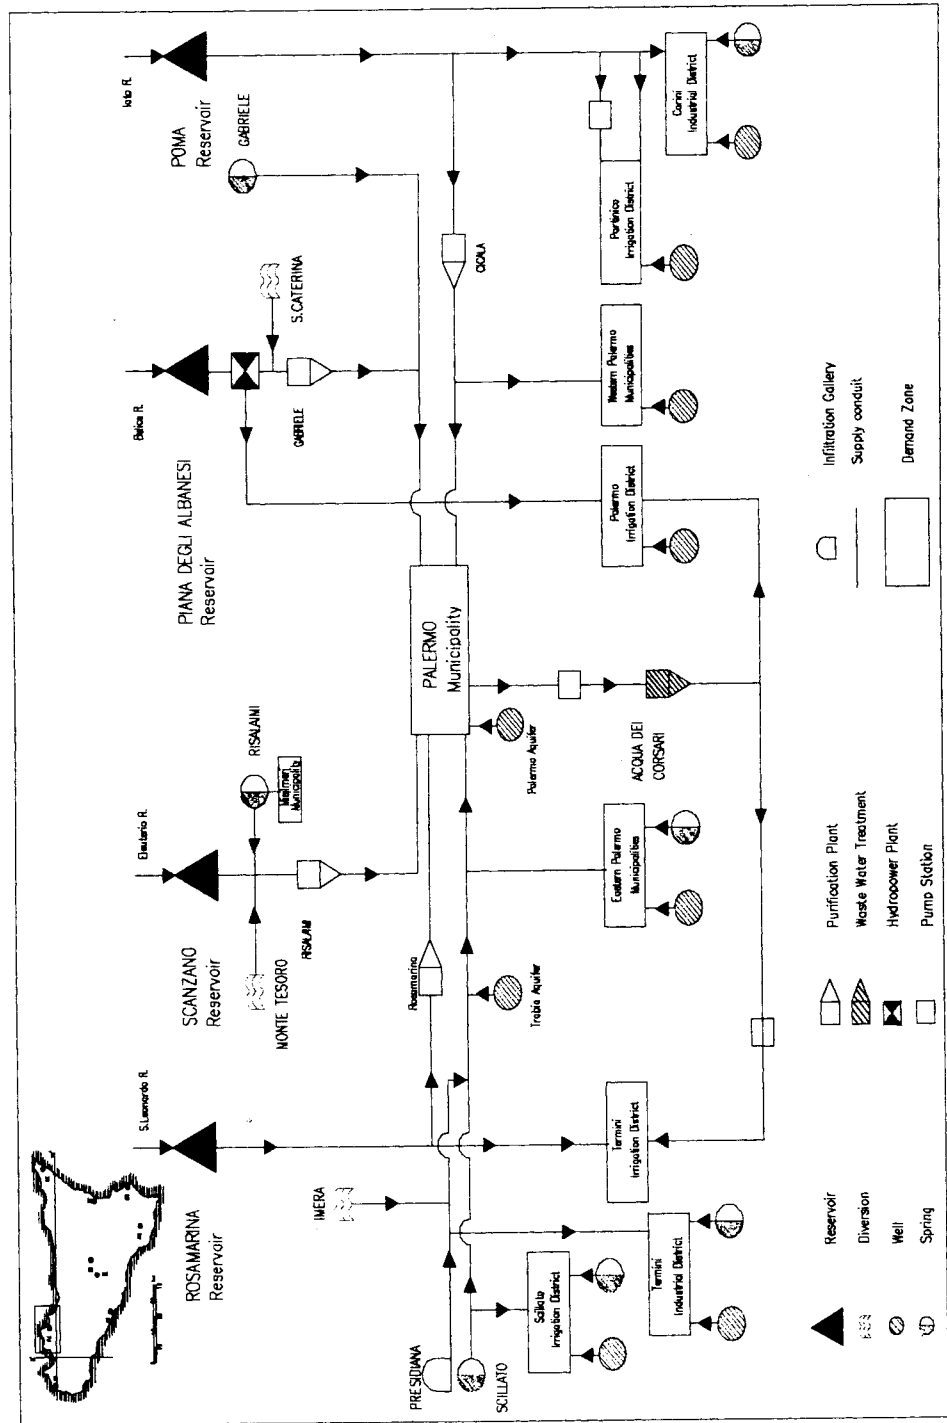 S.Leonardo R.
ROSAMARINA
Reservoir
Eleuterio R.
SCANZANO
Reservoir
MONTE TESORO
RISALAIMI
Municipality
RISALAIMI
Belice R.
PIANA DEGLI ALBANESI
Reservoir
S.CATERINA
GABRIELE
Iato R.
POMA
Reservoir
GABRIELE
IMERA
PRESIDIANA
SCILLATO
Rosamarina
Trabia Aquifer
PALERMO
Municipality
Palermo Aquifer
CICALA
Scillato
Irrigation District
Termini
Industrial District
Termini
Irrigation District
Eastern Palermo
Municipalities
ACQUA DEI
CORSARI
Palermo
Irrigation District
Western Palermo
Municipalities
Partinico
Irrigation District
Carini
Industrial District
Reservoir
Diversion
Well
Spring
Purification Plant
Waste Water Treatment
Hydropower Plant
Pump Station
Infiltration Gallery
Supply conduit
Demand Zone